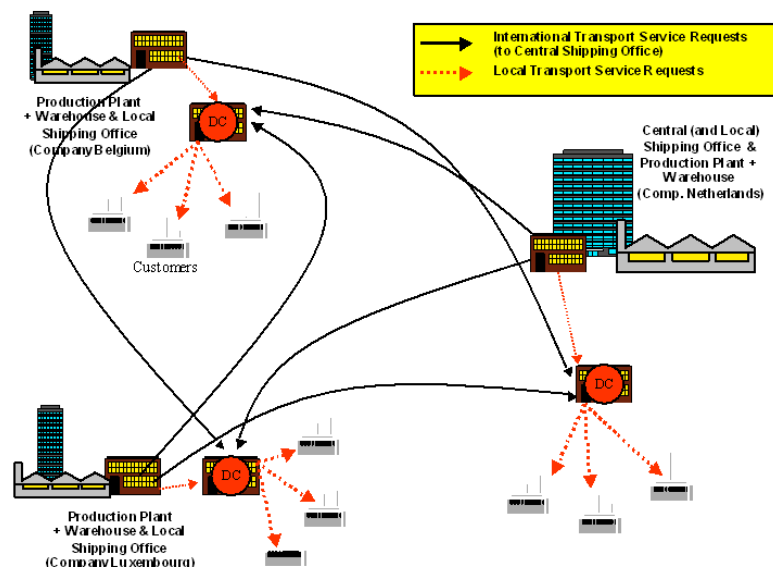 International Transport Service Requests
(to Central Shipping Office)
Local Transport Service Requests
Production Plant
+ Warehouse & Local
Shipping Office
(Company Belgium)
DC
Central (and Local)
Shipping Office &
Production Plant +
Warehouse
(Comp. Netherlands)
Customers
DC
DC
Production Plant
+ Warehouse & Local
Shipping Office
(Company Luxembourg)